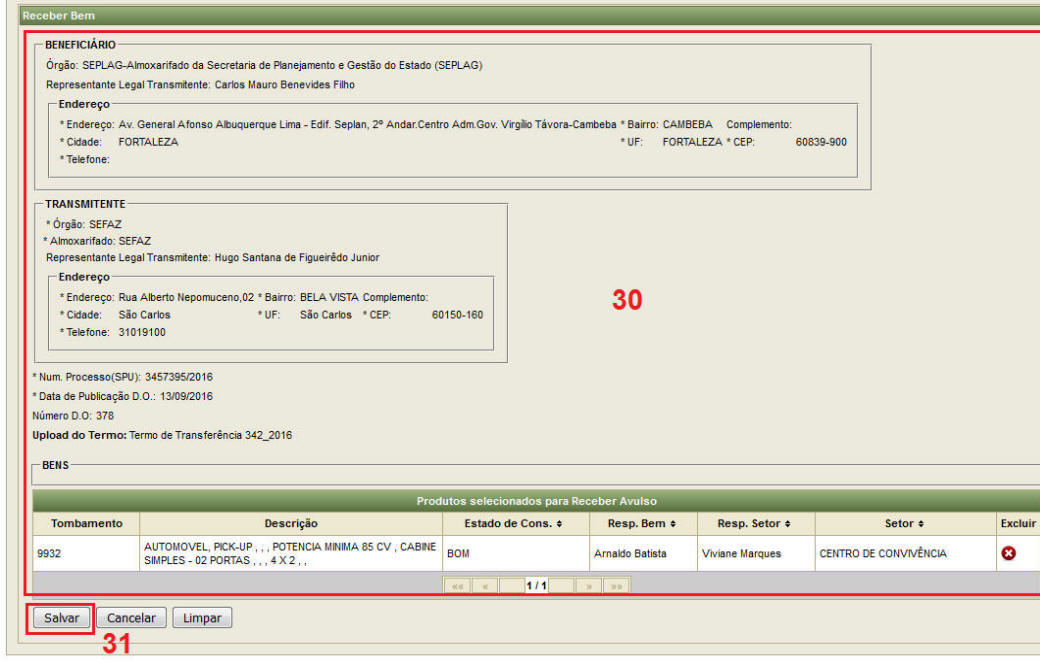 Receber Bem
BENEFICIÁRIO
Órgão: SEPLAG-Almoxarifado da Secretaria de Planejamento e Gestão do Estado (SEPLAG)
Representante Legal Transmitente: Carlos Mauro Benevides Filho
Endereço
* Endereço: Av. General Afonso Albuquerque Lima - Edif. Seplan, 2º Andar.Centro Adm.Gov. Virgílio Távora-Cambeba * Bairro: CAMBEBA Complemento:
* Cidade: FORTALEZA * UF: FORTALEZA * CEP: 60839-900
* Telefone:
TRANSMITENTE
* Órgão: SEFAZ
* Almoxarifado: SEFAZ
Representante Legal Transmitente: Hugo Santana de Figueirêdo Junior
Endereço
* Endereço: Rua Alberto Nepomuceno,02 * Bairro: BELA VISTA Complemento:
* Cidade: São Carlos * UF: São Carlos * CEP: 60150-160
* Telefone: 31019100
30
* Num. Processo(SPU): 3457395/2016
* Data de Publicação D.O.: 13/09/2016
Número D.O: 378
Upload do Termo: Termo de Transferência 342_2016
BENS
Produtos selecionados para Receber Avulso
Tombamento Descrição Estado de Cons. Resp. Bem Resp. Setor Setor Excluir
9932 AUTOMOVEL, PICK-UP , , , POTENCIA MINIMA 85 CV , CABINE SIMPLES - 02 PORTAS , , , 4 X 2 , , BOM Arnaldo Batista Viviane Marques CENTRO DE CONVIVÊNCIA
«« « 1 / 1 » »»
Salvar Cancelar Limpar
31